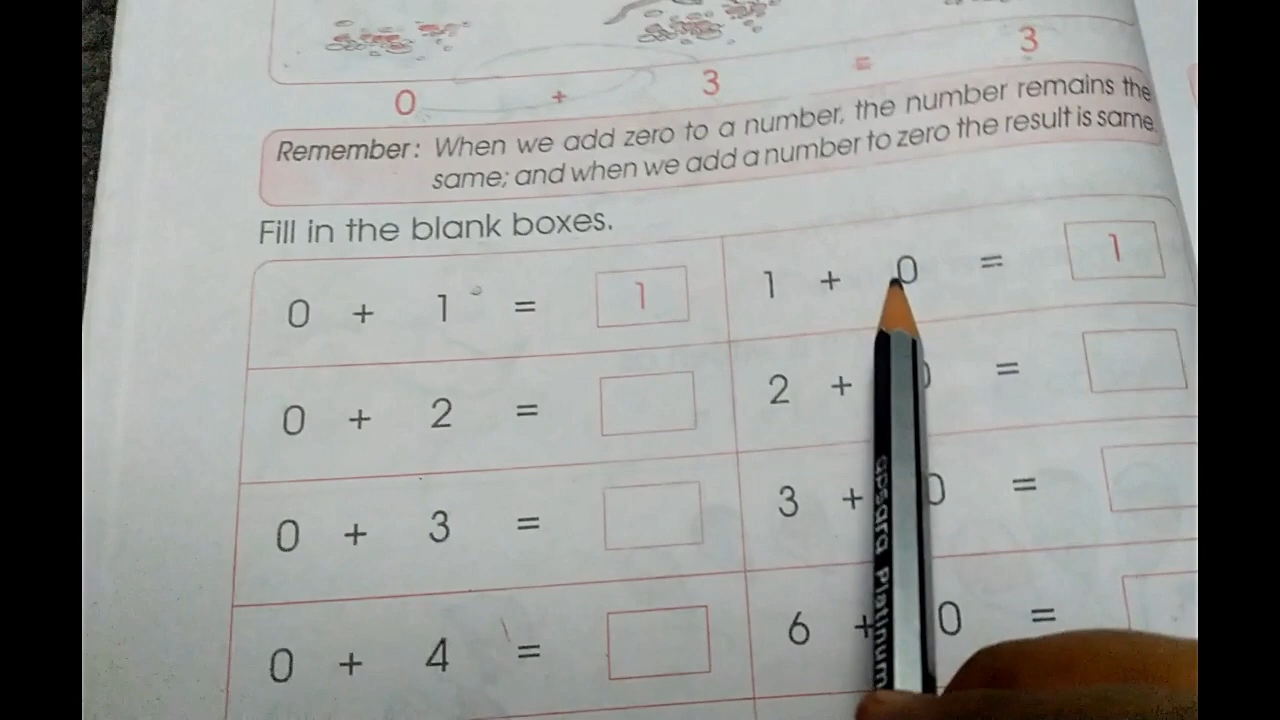 0 + 3 = 3
Remember: When we add zero to a number, the number remains the
same; and when we add a number to zero the result is same.
Fill in the blank boxes.
0 + 1 = 1
1 + 0 = 1
0 + 2 =
2 + 0 =
0 + 3 =
3 + 0 =
0 + 4 =
6 + 0 =
apsara Platinum